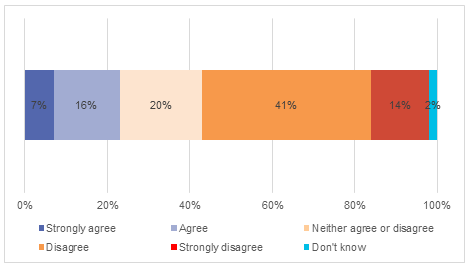 7% 16% 20% 41% 14% 2%
0% 20% 40% 60% 80% 100%
Strongly agree Agree Neither agree or disagree
Disagree Strongly disagree Don't know